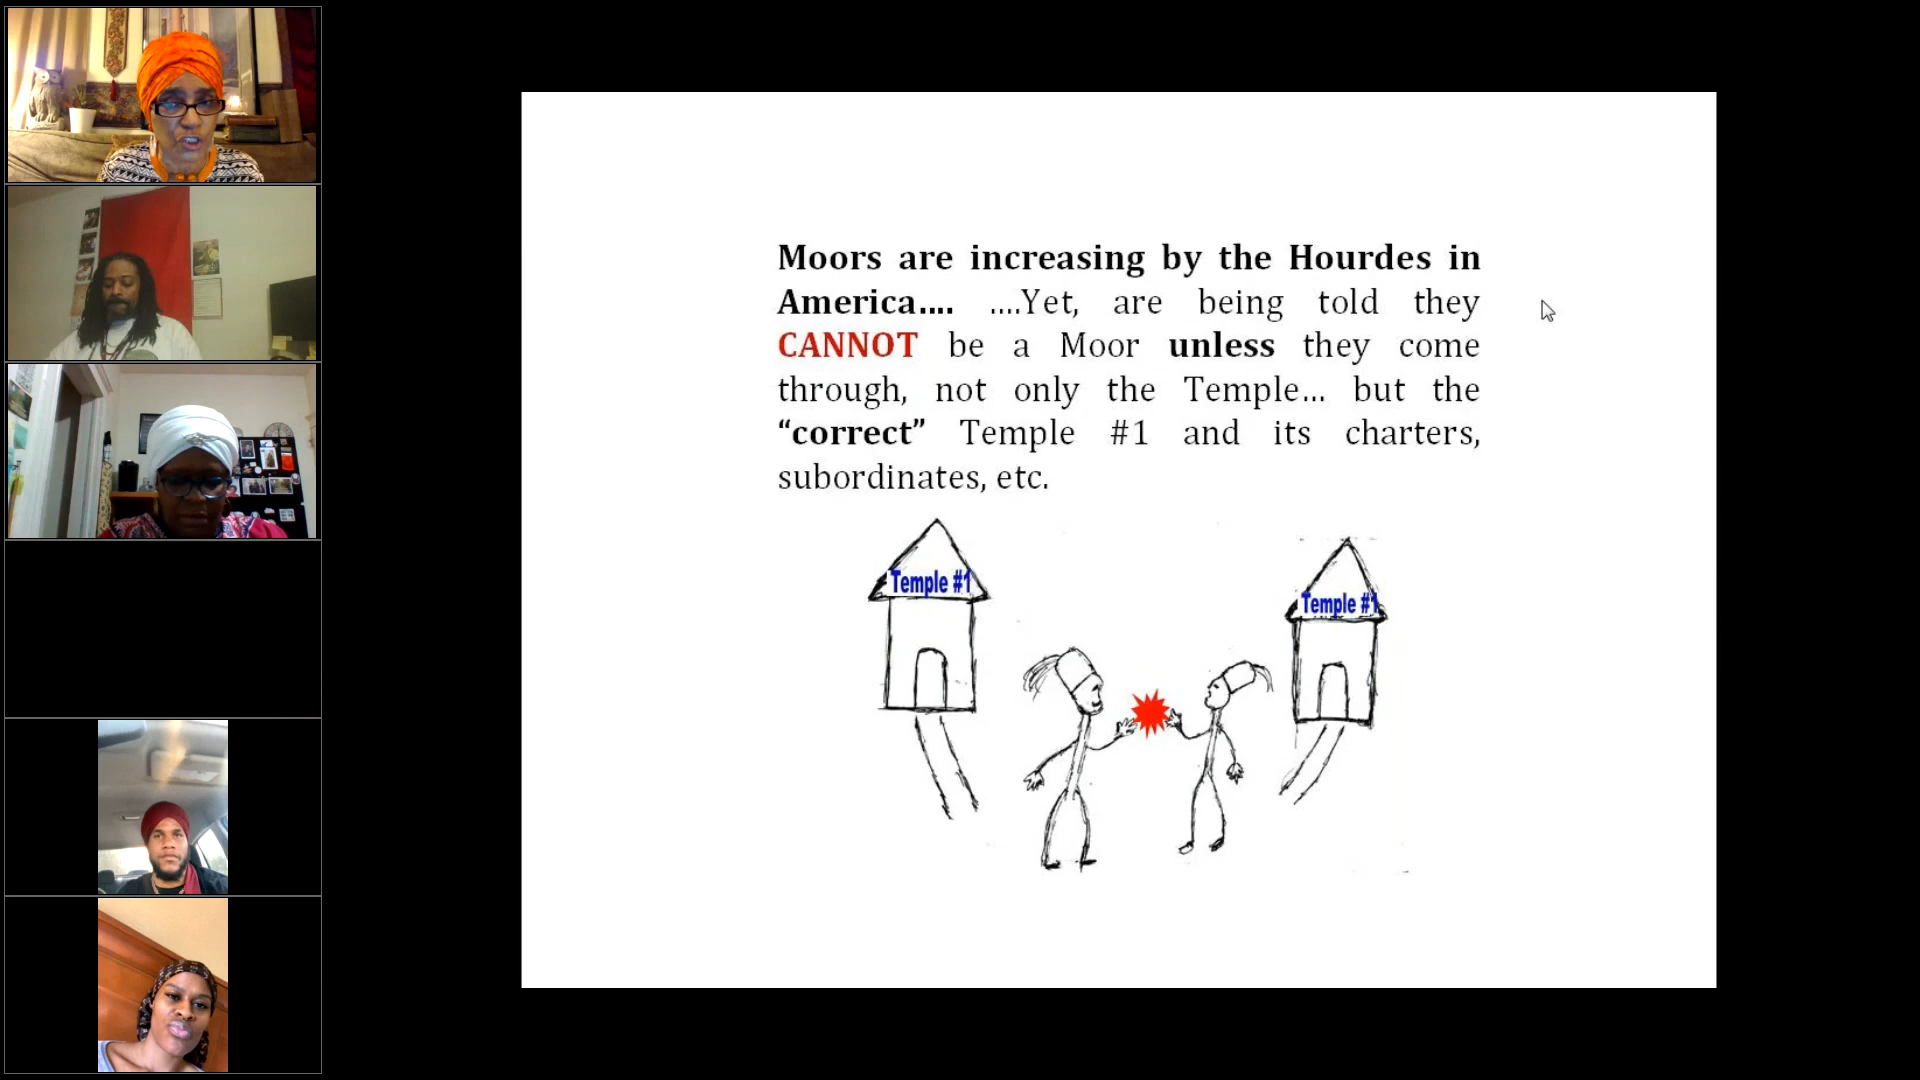 Moors are increasing by the Hourdes in
America.... ....Yet, are being told they
CANNOT be a Moor unless they come
through, not only the Temple... but the
“correct” Temple #1 and its charters,
subordinates, etc.
Temple #1
Temple #1